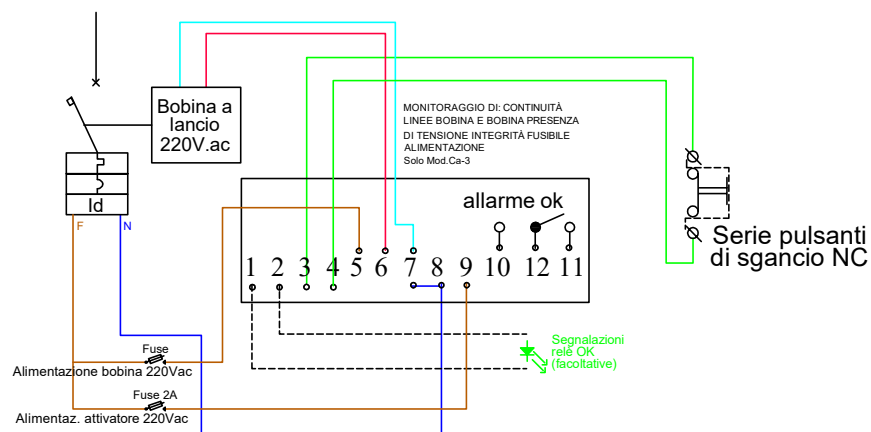 Bobina a
lancio
220V.ac
MONITORAGGIO DI: CONTINUITÀ
LINEE BOBINA E BOBINA PRESENZA
DI TENSIONE INTEGRITÀ FUSIBILE
ALIMENTAZIONE
Solo Mod.Ca-3
Id
F
N
allarme ok
1 2 3 4 5 6 7 8 9 10 12 11
Serie pulsanti
di sgancio NC
Segnalazioni
relè OK
(facoltative)
Fuse
Alimentazione bobina 220Vac
Fuse 2A
Alimentaz. attivatore 220Vac